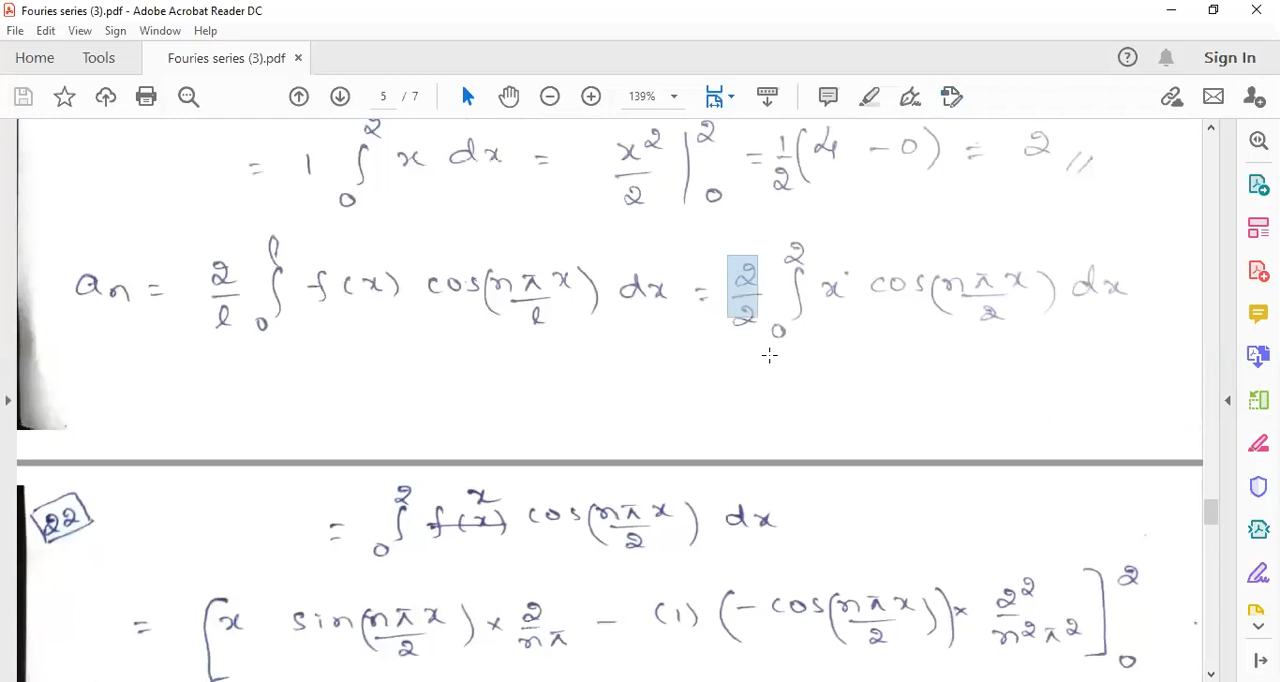 Fouries series (3).pdf - Adobe Acrobat Reader DC
File Edit View Sign Window Help
Home Tools Fouries series (3).pdf × Sign In
5 / 7 139%
= 1 ∫₀² x dx = x²/2 |₀² = 1/2 (4 - 0) = 2 //
aₙ = 2/l ∫₀ˡ f(x) cos(nπx/l) dx = 2/2 ∫₀² x cos(nπx/2) dx
22
= ∫₀² f(x) x cos(nπx/2) dx
= [x sin(nπx/2) × 2/nπ - (1) (-cos(nπx/2)) × 2²/n²π²]₀²